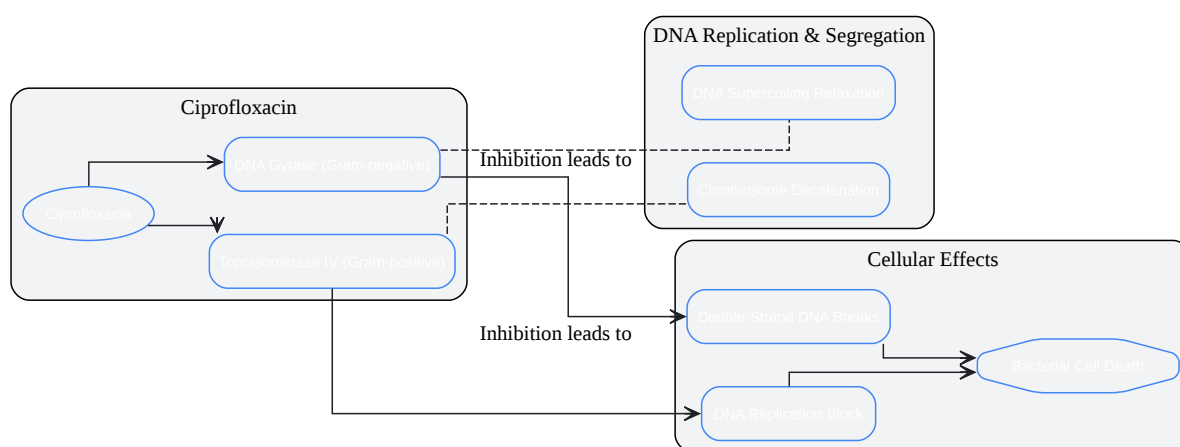 DNA Replication & Segregation
DNA Supercoiling Relaxation
Ciprofloxacin
DNA Gyrase (Gram-negative)
Inhibition leads to
Chromosome Decatenation
Ciprofloxacin
Topoisomerase IV (Gram-positive)
Cellular Effects
Double-Strand DNA Breaks
Inhibition leads to
Bacterial Cell Death
DNA Replication Block